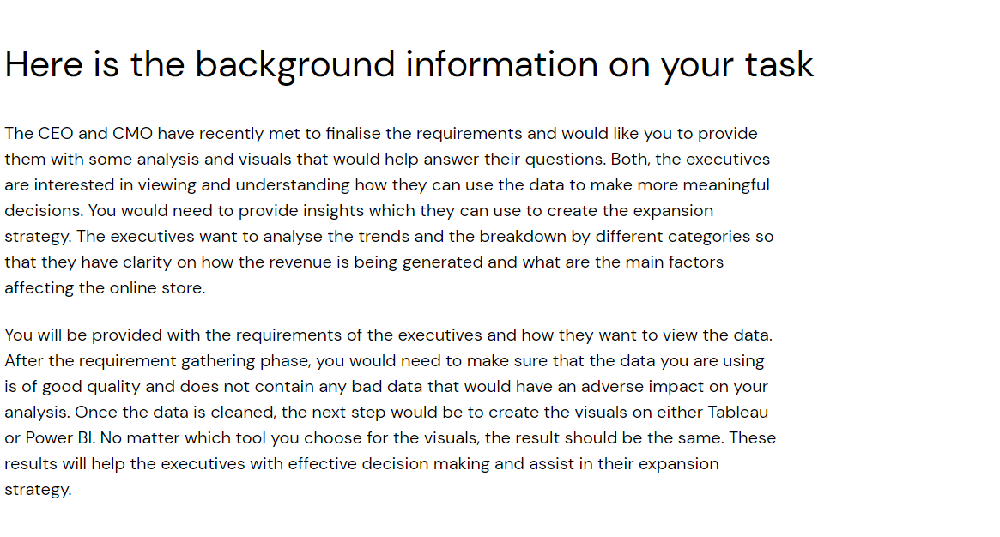 Here is the background information on your task
The CEO and CMO have recently met to finalise the requirements and would like you to provide
them with some analysis and visuals that would help answer their questions. Both, the executives
are interested in viewing and understanding how they can use the data to make more meaningful
decisions. You would need to provide insights which they can use to create the expansion
strategy. The executives want to analyse the trends and the breakdown by different categories so
that they have clarity on how the revenue is being generated and what are the main factors
affecting the online store.
You will be provided with the requirements of the executives and how they want to view the data.
After the requirement gathering phase, you would need to make sure that the data you are using
is of good quality and does not contain any bad data that would have an adverse impact on your
analysis. Once the data is cleaned, the next step would be to create the visuals on either Tableau
or Power BI. No matter which tool you choose for the visuals, the result should be the same. These
results will help the executives with effective decision making and assist in their expansion
strategy.